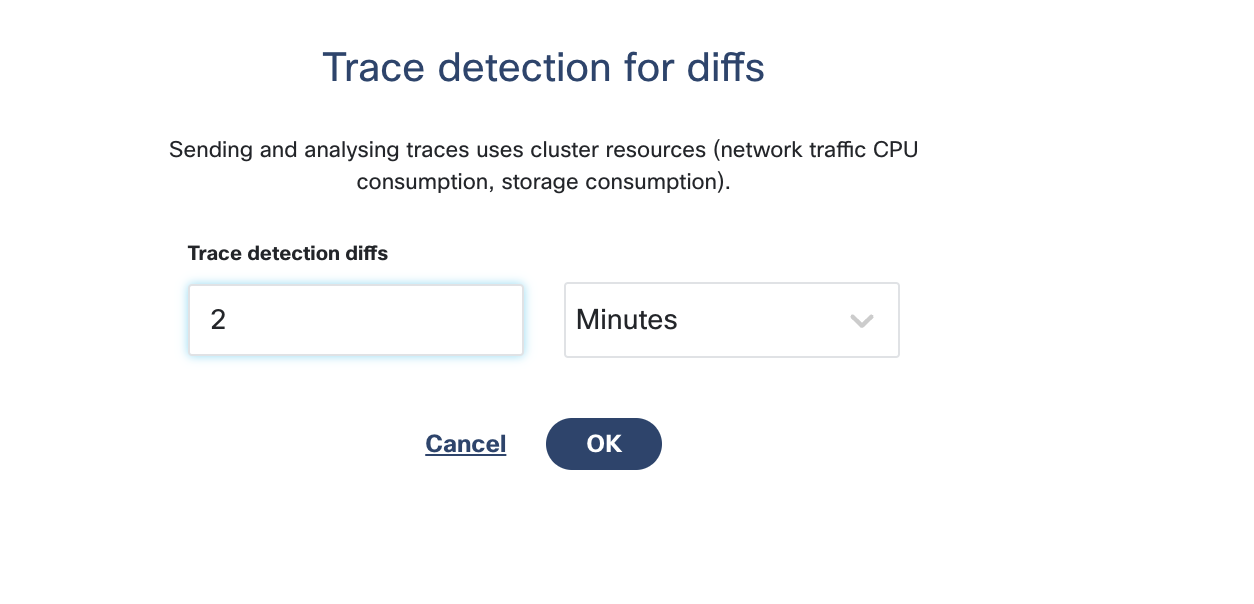 Trace detection for diffs
Sending and analysing traces uses cluster resources (network traffic CPU
consumption, storage consumption).
Trace detection diffs
2
Minutes
Cancel
OK